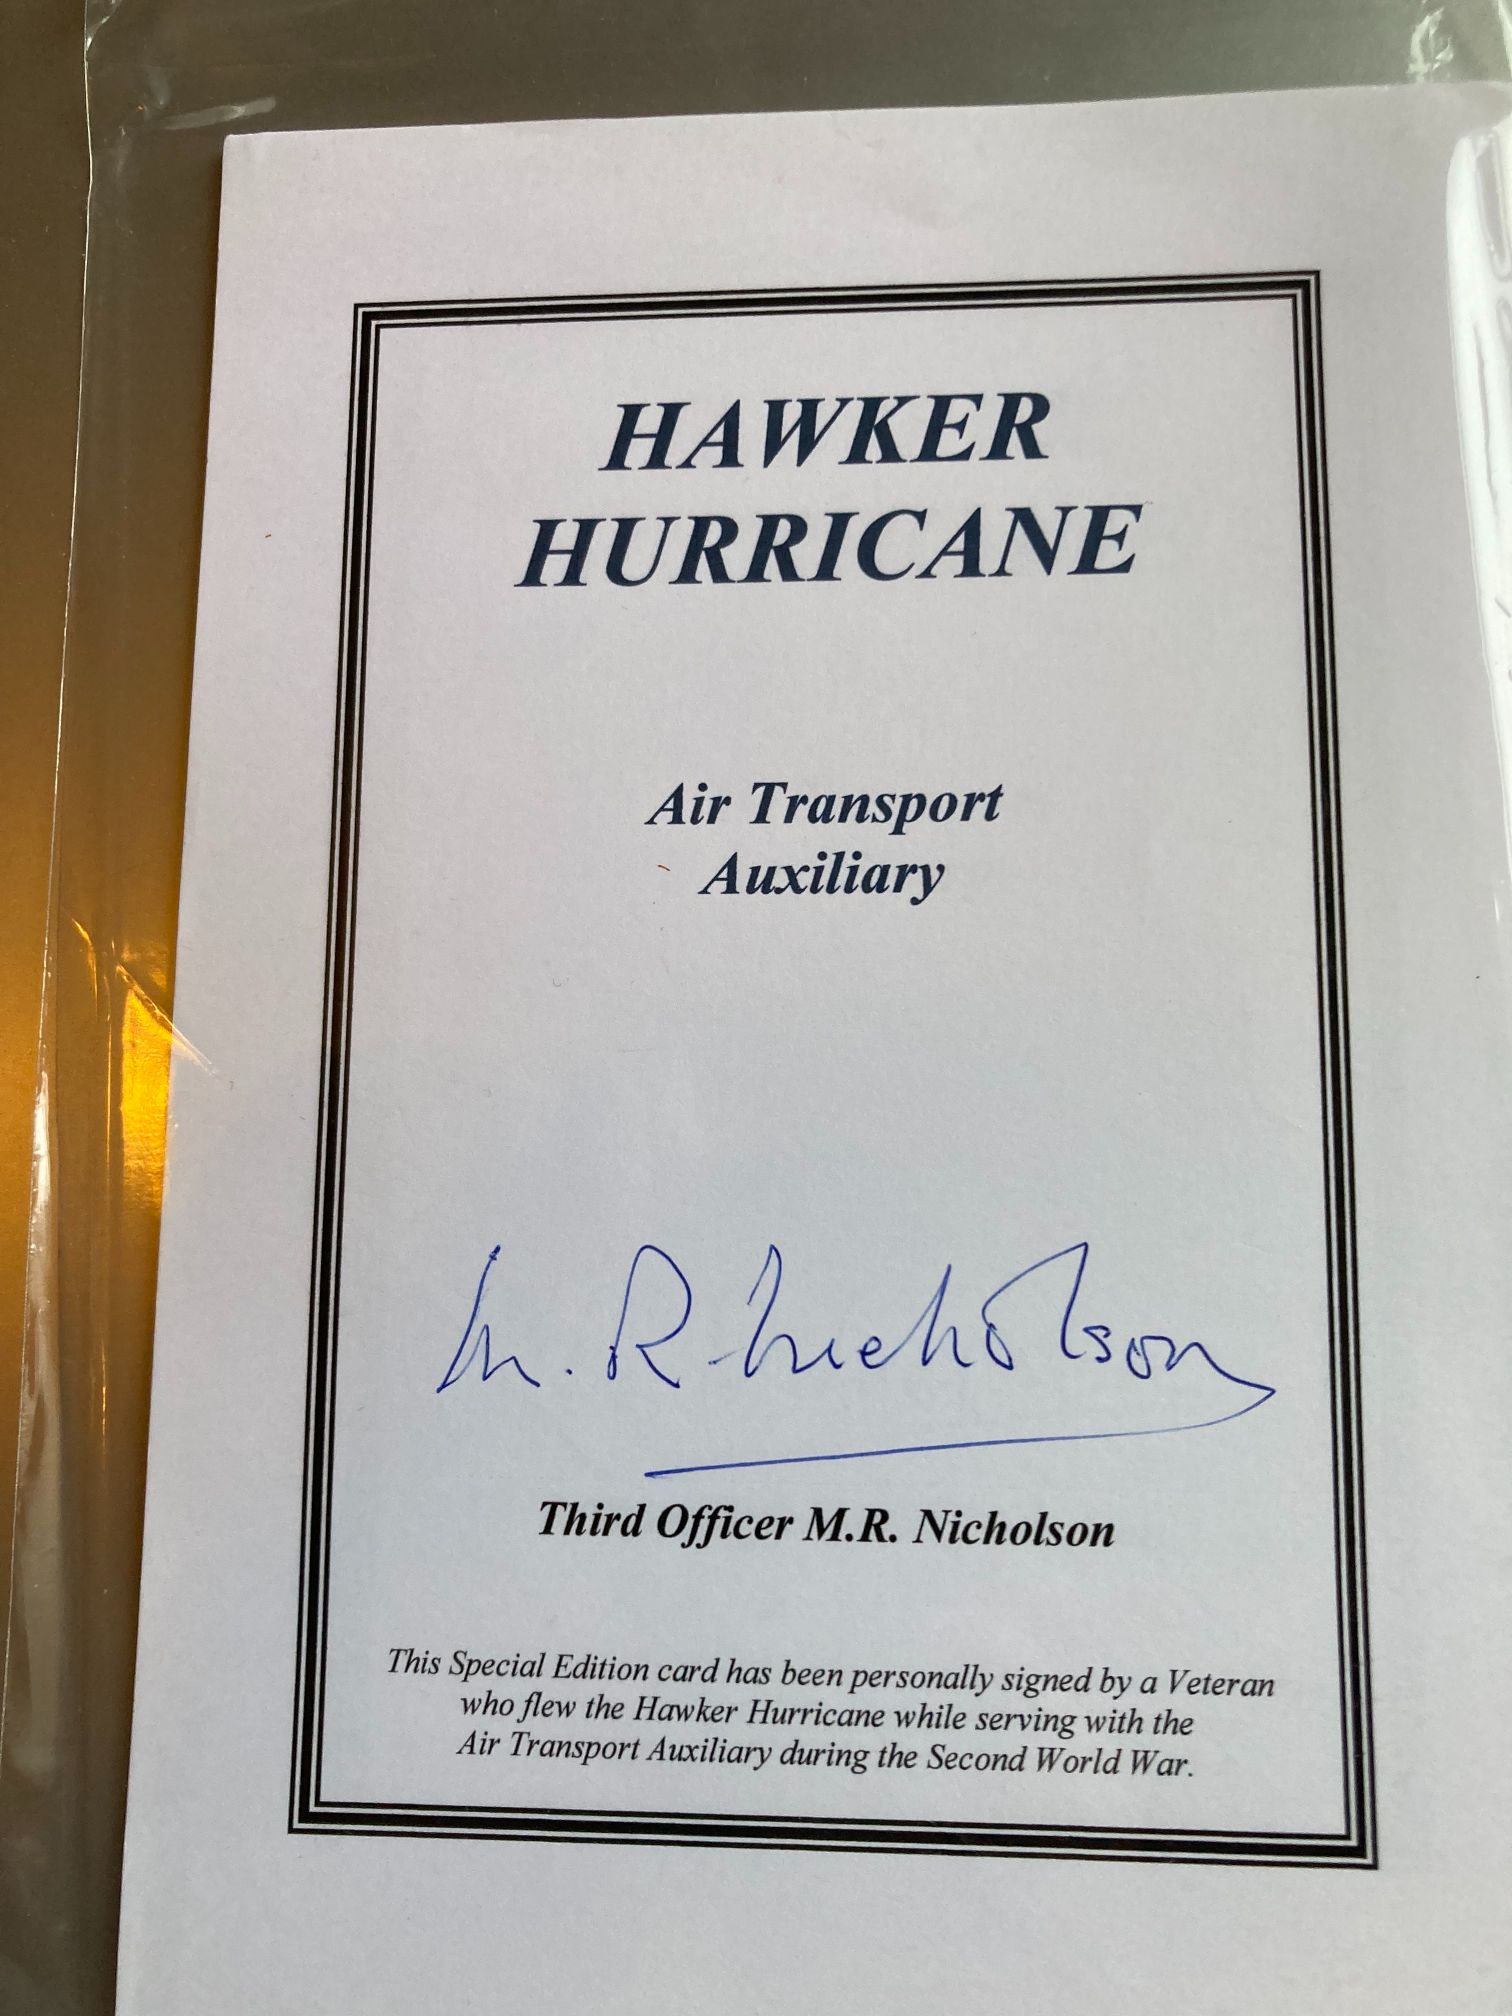 HAWKER
HURRICANE
Air Transport
Auxiliary
M. R. Nicholson
Third Officer M.R. Nicholson
This Special Edition card has been personally signed by a Veteran
who flew the Hawker Hurricane while serving with the
Air Transport Auxiliary during the Second World War.